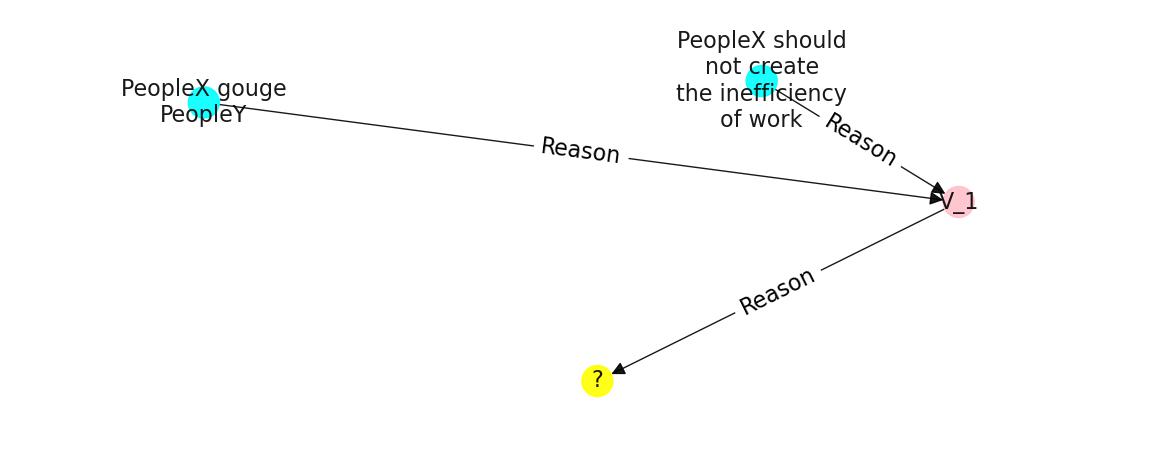 PeopleX should
not create
the inefficiency
of work
PeopleX gouge
PeopleY
Reason
Reason
V_1
Reason
?